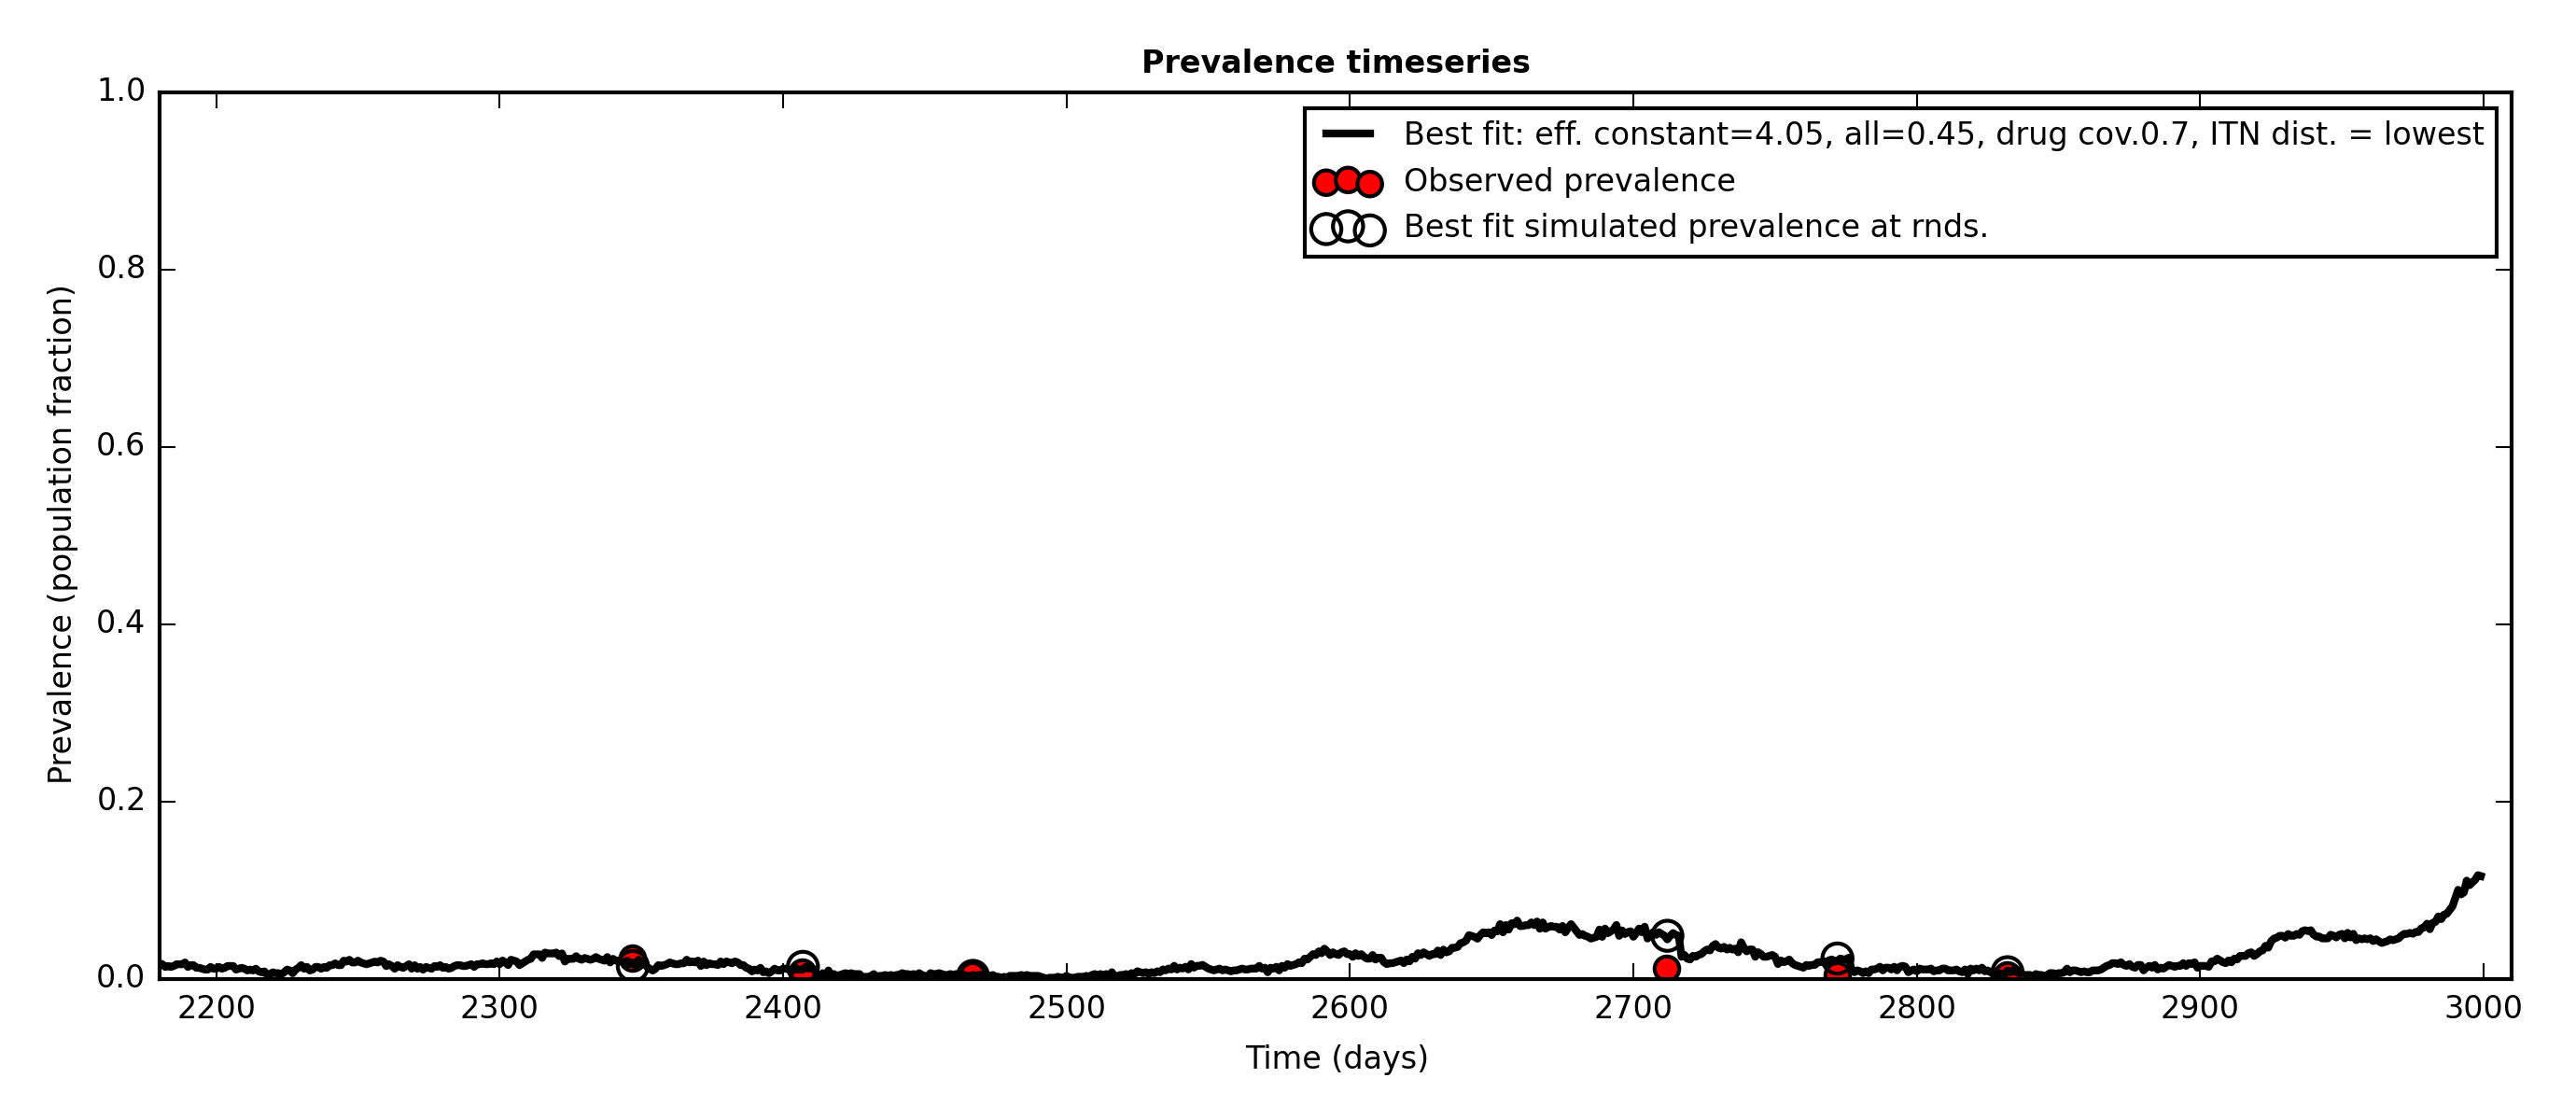 Prevalence timeseries
1.0
0.8
0.6
0.4
0.2
0.0
Prevalence (population fraction)
Best fit: eff. constant=4.05, all=0.45, drug cov.0.7, ITN dist. = lowest
Observed prevalence
Best fit simulated prevalence at rnds.
2200 2300 2400 2500 2600 2700 2800 2900 3000
Time (days)